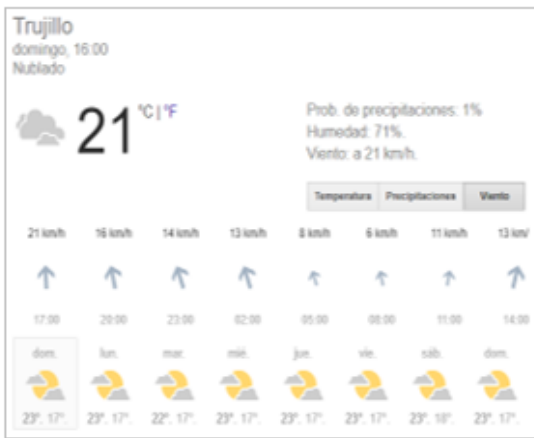 Trujillo
domingo, 16:00
Nublado
21 °C | °F
Prob. de precipitaciones: 1%
Humedad: 71%.
Viento: a 21 km/h.
Temperatura Precipitaciones Viento
21 km/h 16 km/h 14 km/h 13 km/h 8 km/h 6 km/h 11 km/h 13 km/
17:00 20:00 23:00 02:00 05:00 08:00 11:00 14:00
dom. lun. mar. mié. jue. vie. sáb. dom.
23°. 17°. 23°. 17°. 22°. 17°. 23°. 17°. 23°. 17°. 23°. 17°. 23°. 18°. 23°. 17°.